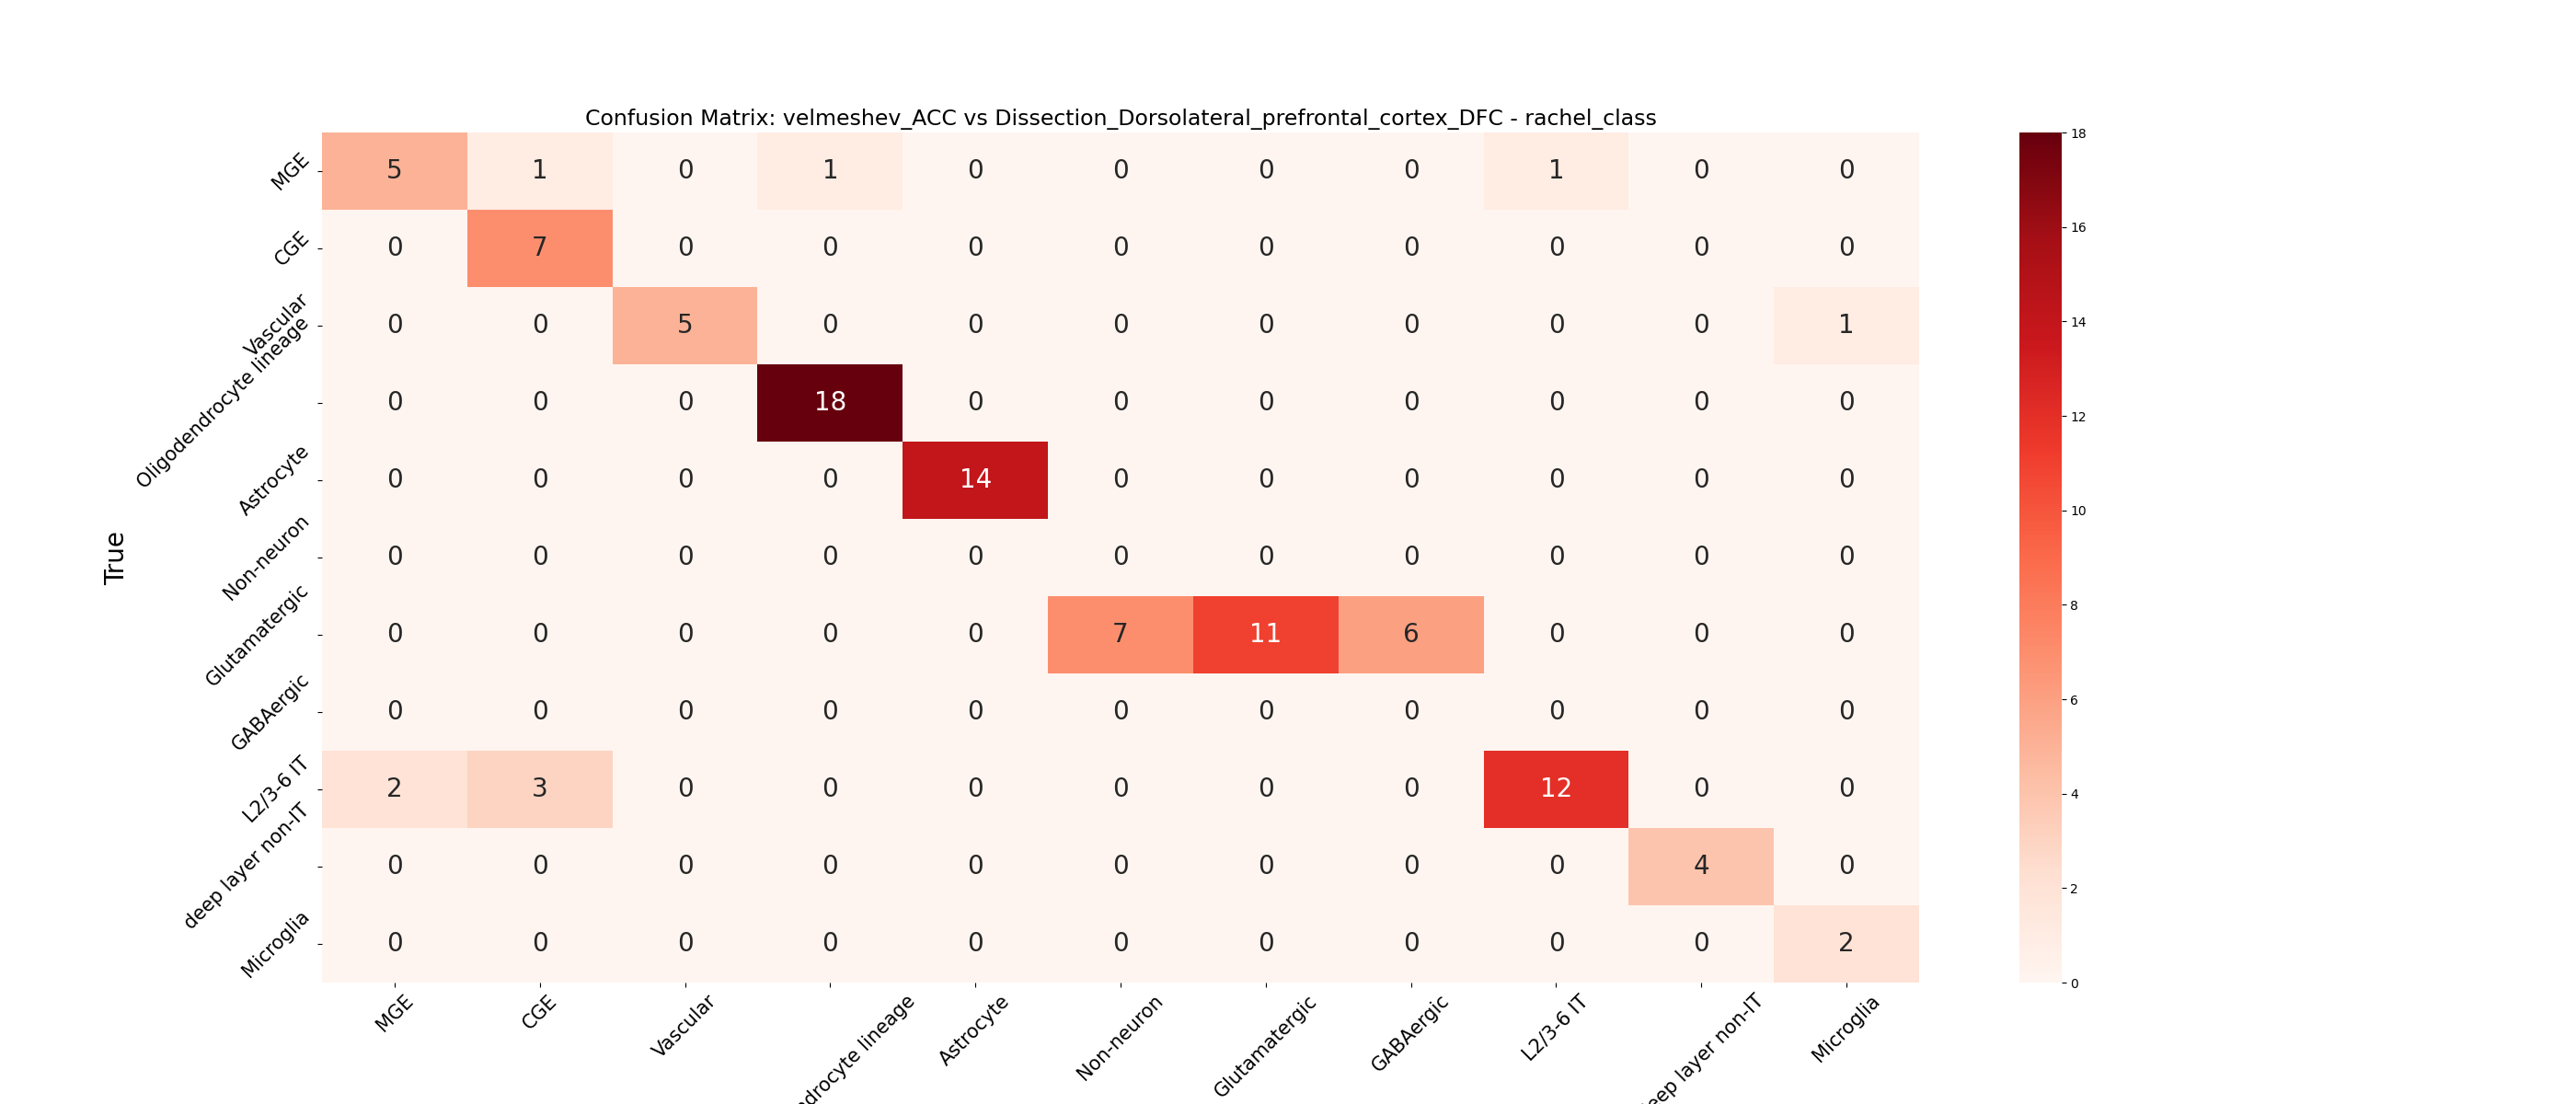 Confusion Matrix: velmeshev_ACC vs Dissection_Dorsolateral_prefrontal_cortex_DFC - rachel_class
True
MGE 5 1 0 1 0 0 0 0 1 0 0
CGE 0 7 0 0 0 0 0 0 0 0 0
Vascular 0 0 5 0 0 0 0 0 0 0 1
Oligodendrocyte lineage 0 0 0 18 0 0 0 0 0 0 0
Astrocyte 0 0 0 0 14 0 0 0 0 0 0
Non-neuron 0 0 0 0 0 0 0 0 0 0 0
Glutamatergic 0 0 0 0 0 7 11 6 0 0 0
GABAergic 0 0 0 0 0 0 0 0 0 0 0
L2/3-6 IT 2 3 0 0 0 0 0 0 12 0 0
deep layer non-IT 0 0 0 0 0 0 0 0 0 4 0
Microglia 0 0 0 0 0 0 0 0 0 0 2
MGE CGE Vascular ndrocyte lineage Astrocyte Non-neuron Glutamatergic GABAergic L2/3-6 IT eep layer non-IT Microglia
18
16
14
12
10
8
6
4
2
0